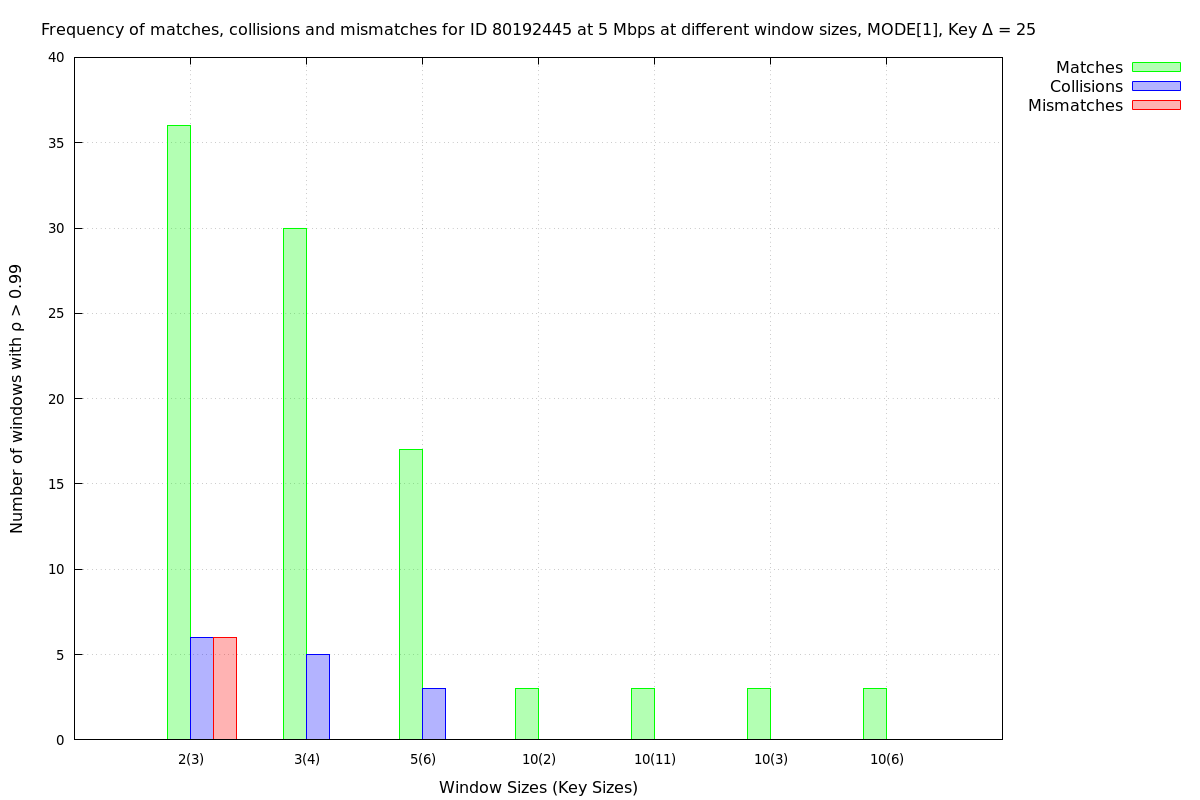 Frequency of matches, collisions and mismatches for ID 80192445 at 5 Mbps at different window sizes, MODE[1], Key Δ = 25
Matches
Collisions
Mismatches
Number of windows with ρ > 0.99
40
35
30
25
20
15
10
5
0
2(3) 3(4) 5(6) 10(2) 10(11) 10(3) 10(6)
Window Sizes (Key Sizes)